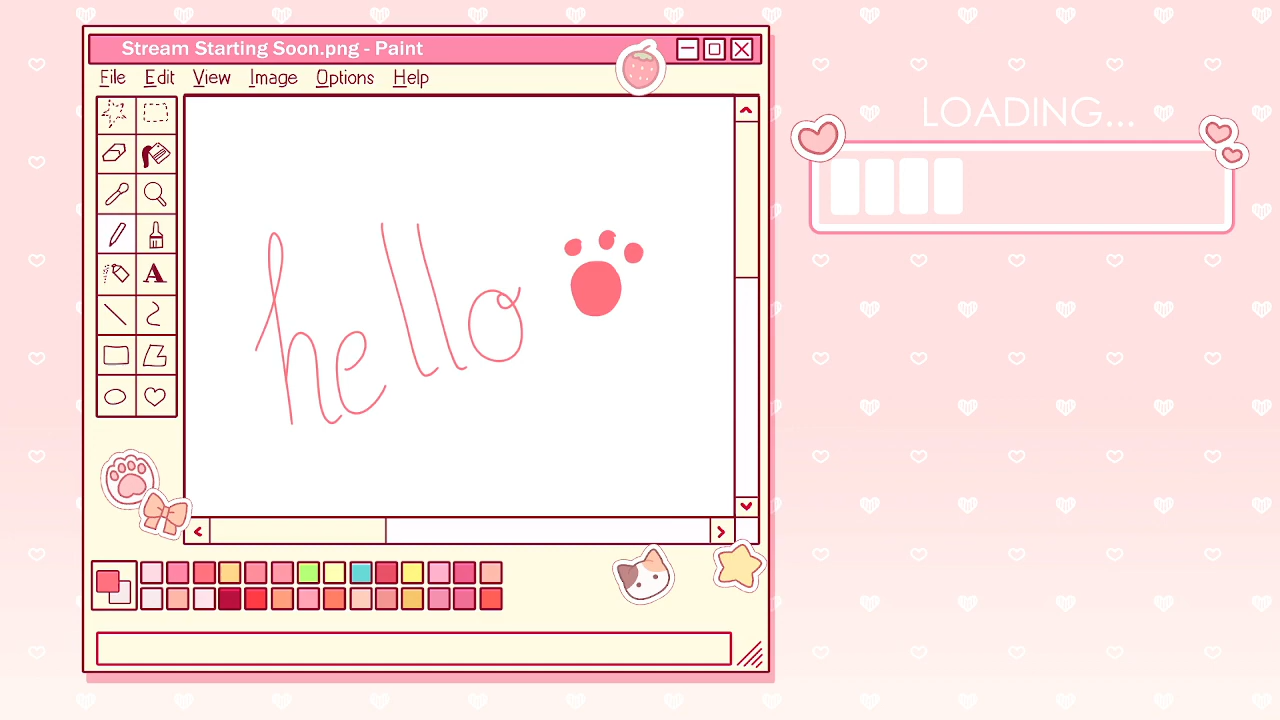 Stream Starting Soon.png - Paint
File Edit View Image Options Help
A
LOADING...
hello